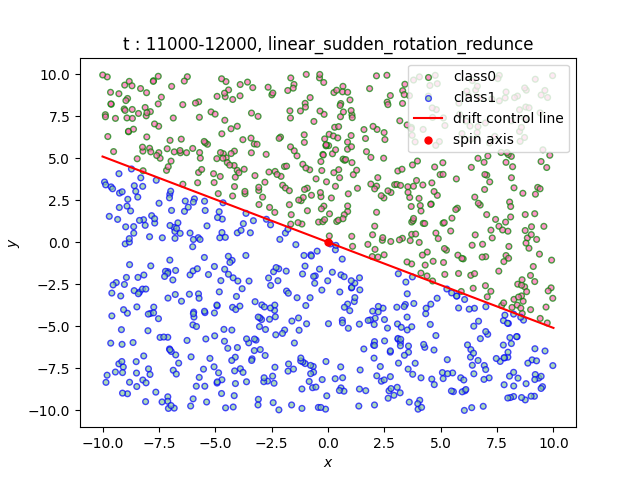 t : 11000-12000, linear_sudden_rotation_redunce
class0
class1
drift control line
spin axis
10.0
7.5
5.0
2.5
0.0
−2.5
−5.0
−7.5
−10.0
y
−10.0 −7.5 −5.0 −2.5 0.0 2.5 5.0 7.5 10.0
x